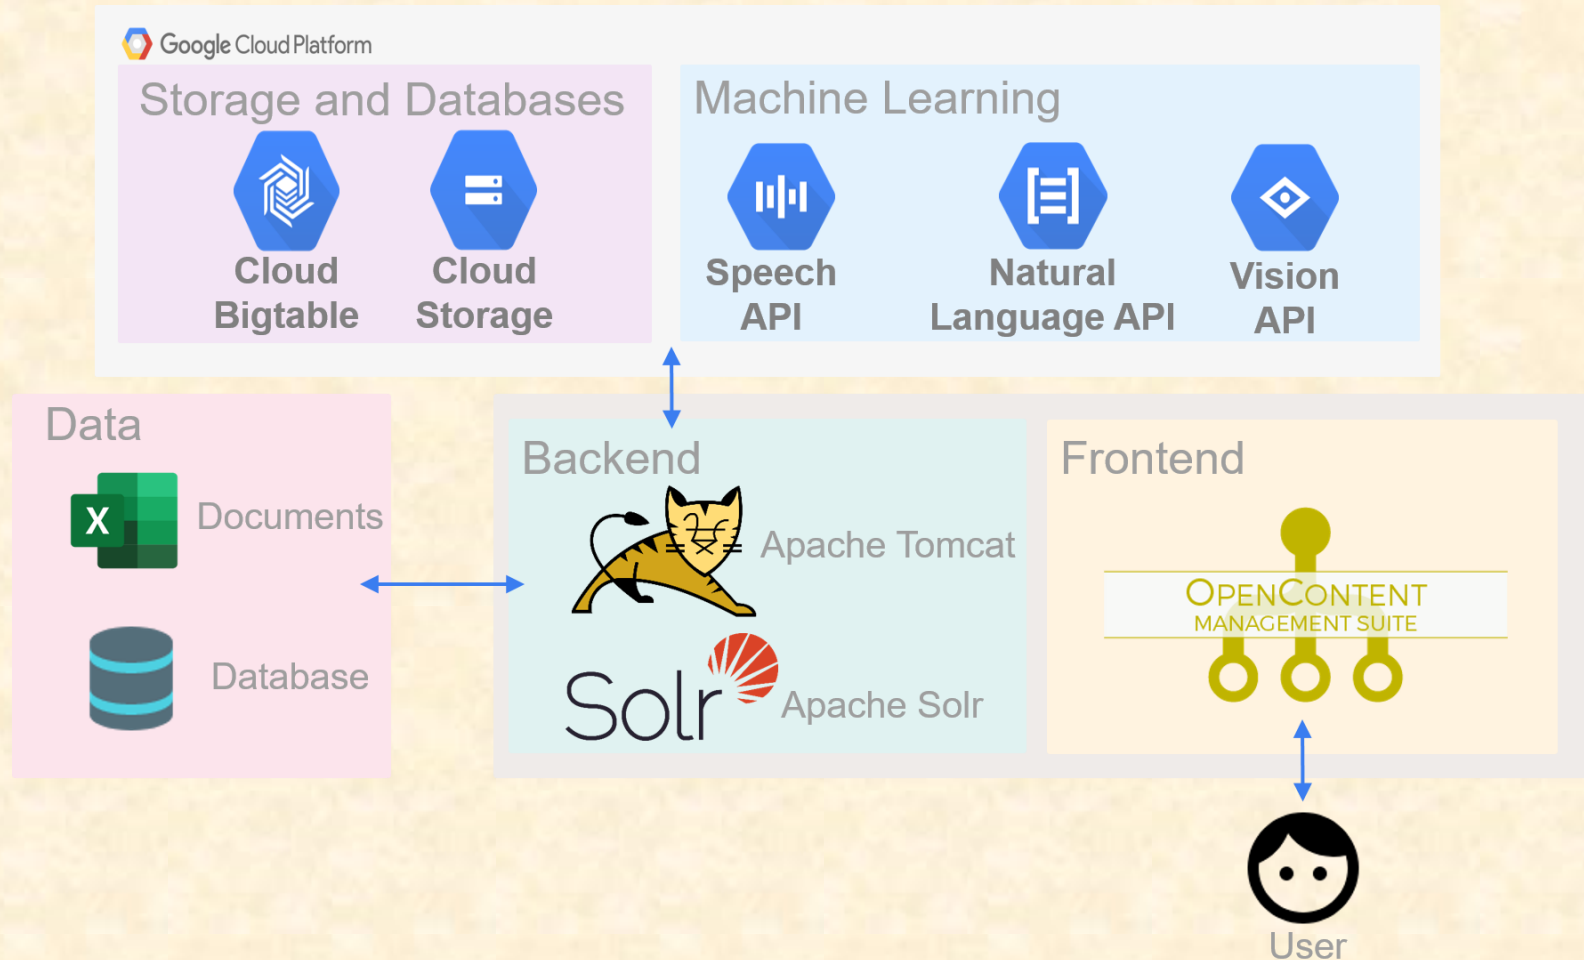 Google Cloud Platform
Storage and Databases
Cloud
Bigtable
Cloud
Storage
Machine Learning
Speech
API
Natural
Language API
Vision
API
Data
X
Documents
Database
Backend
Apache Tomcat
Solr
Apache Solr
Frontend
OPENCONTENT
MANAGEMENT SUITE
User